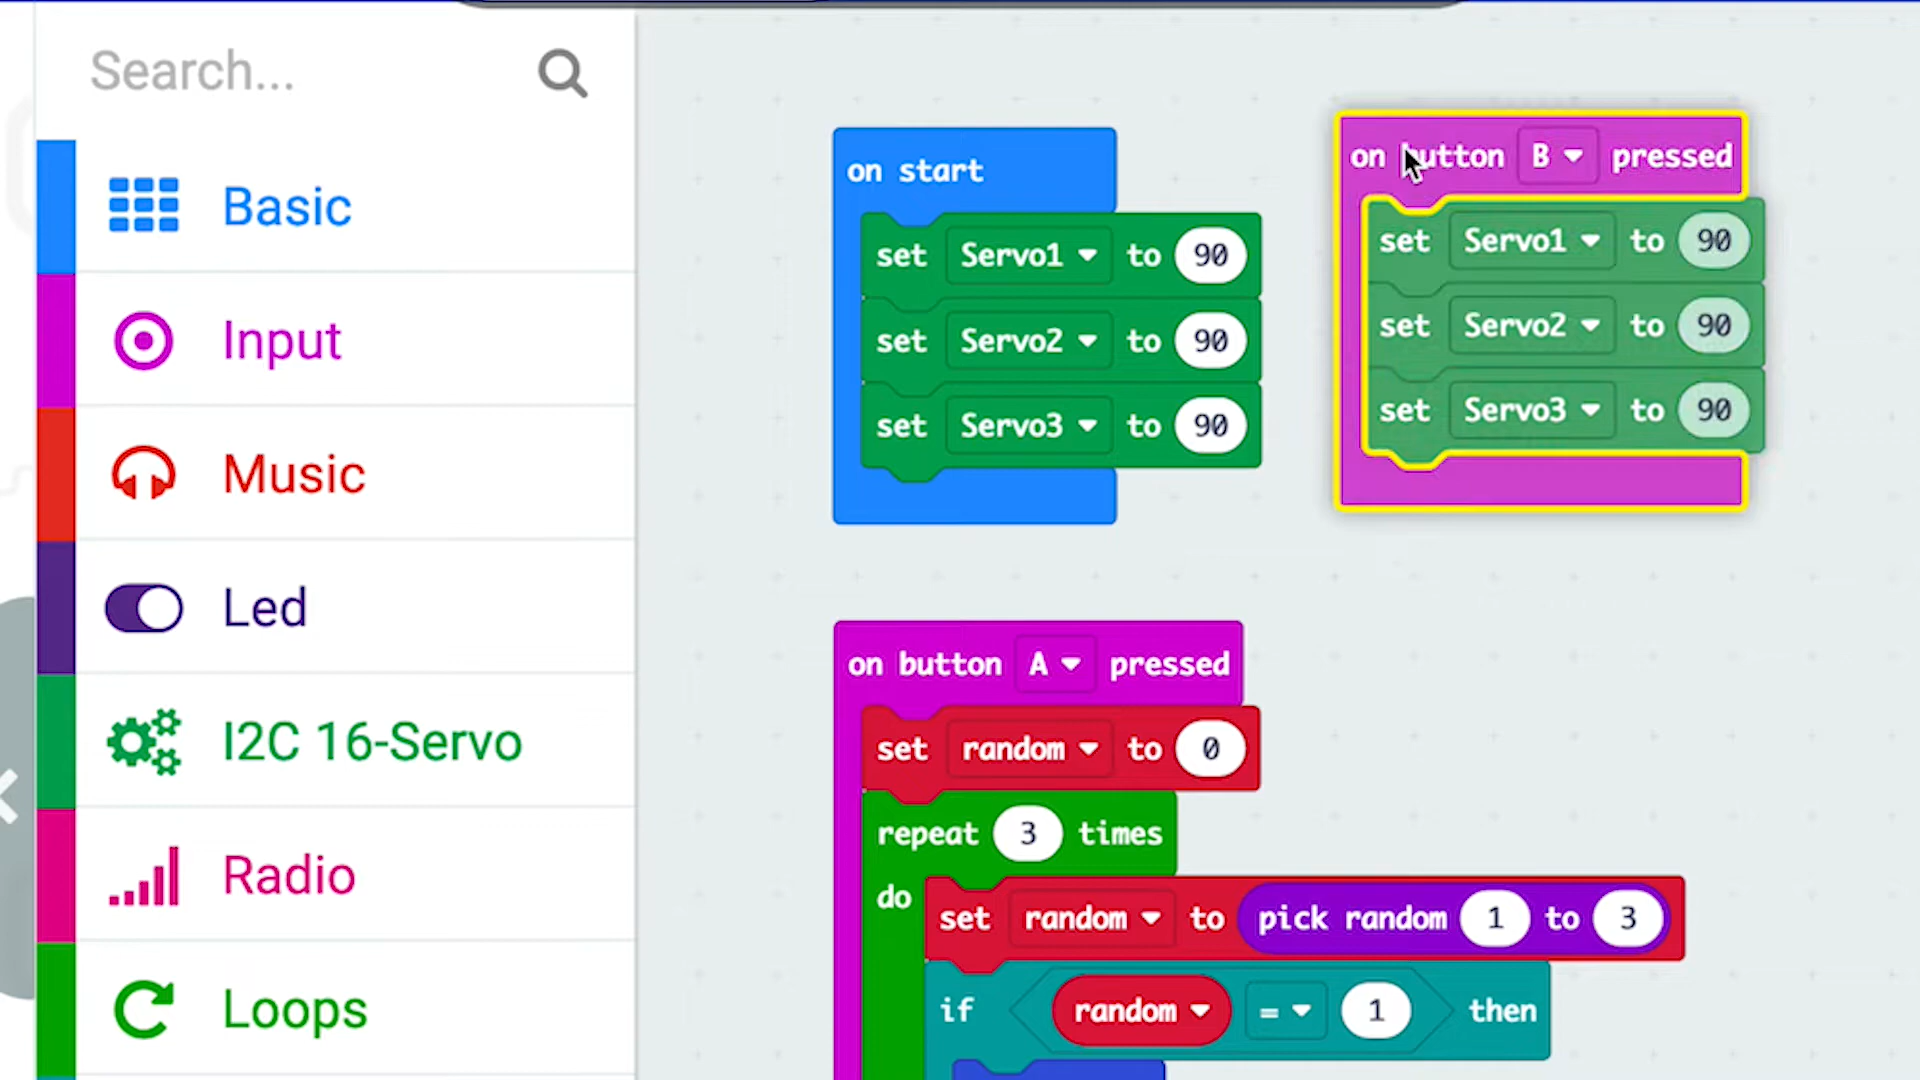 Search...
Basic
Input
Music
Led
I2C 16-Servo
Radio
Loops
on start
set Servo1 to 90
set Servo2 to 90
set Servo3 to 90
on button B pressed
set Servo1 to 90
set Servo2 to 90
set Servo3 to 90
on button A pressed
set random to 0
repeat 3 times
do set random to pick random 1 to 3
if random = 1 then